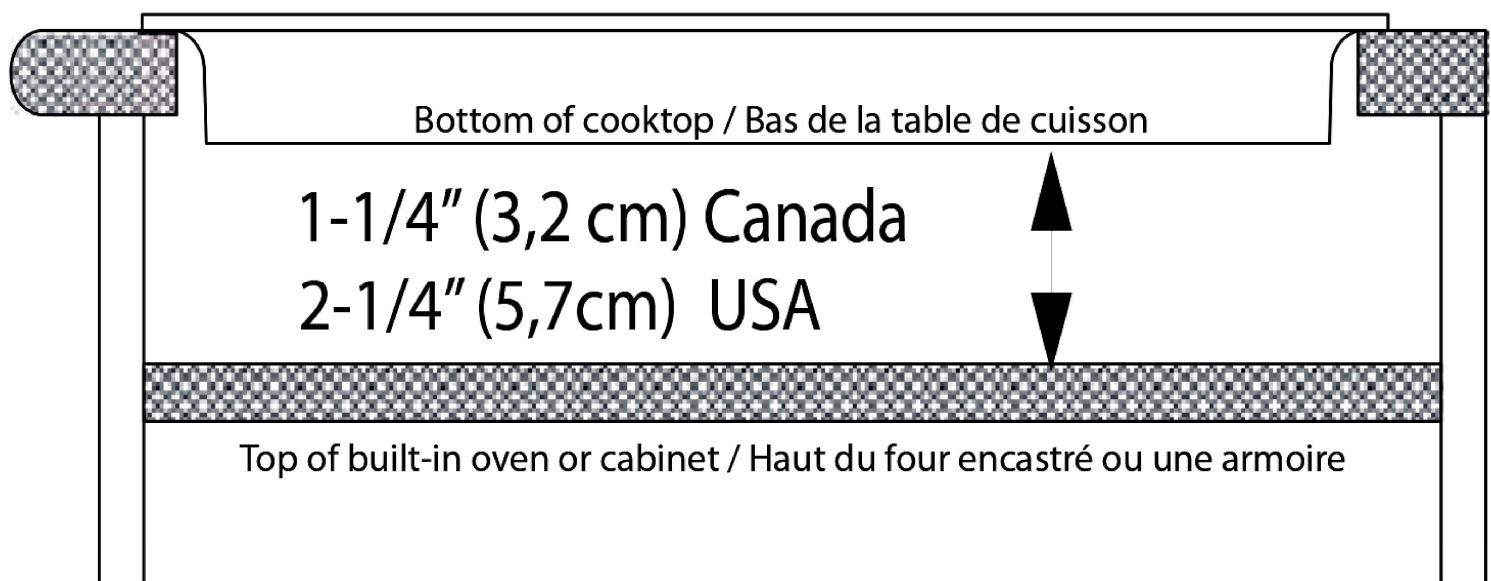 Bottom of cooktop / Bas de la table de cuisson
1-1/4" (3,2 cm) Canada
2-1/4" (5,7cm) USA
Top of built-in oven or cabinet / Haut du four encastré ou une armoire